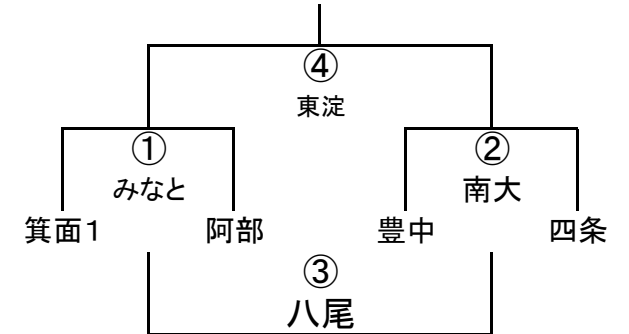 ④
東淀
① ②
みなと 南大
箕面1 阿部 豊中 四条
③
八尾